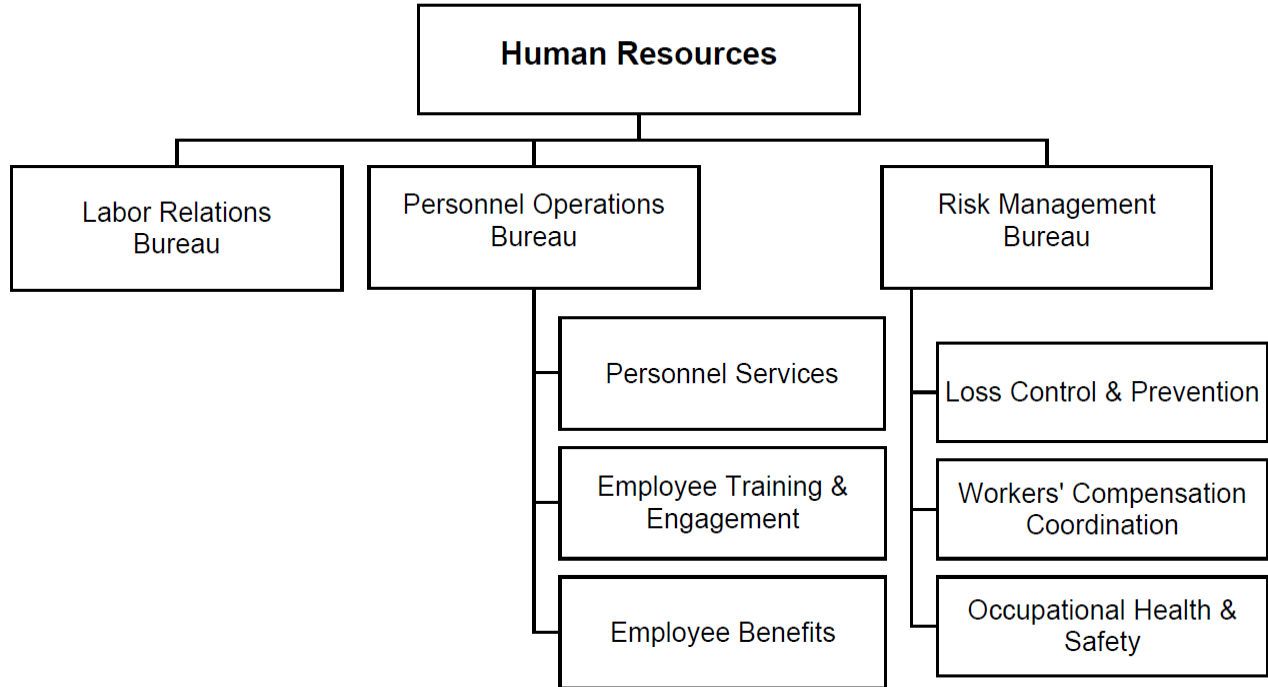 Human Resources
Labor Relations
Bureau
Personnel Operations
Bureau
Risk Management
Bureau
Personnel Services
Employee Training &
Engagement
Employee Benefits
Loss Control & Prevention
Workers' Compensation
Coordination
Occupational Health &
Safety